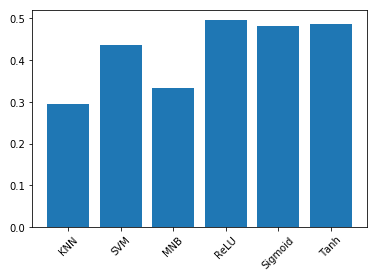 0.5
0.4
0.3
0.2
0.1
0.0
KNN
SVM
MNB
ReLU
Sigmoid
Tanh